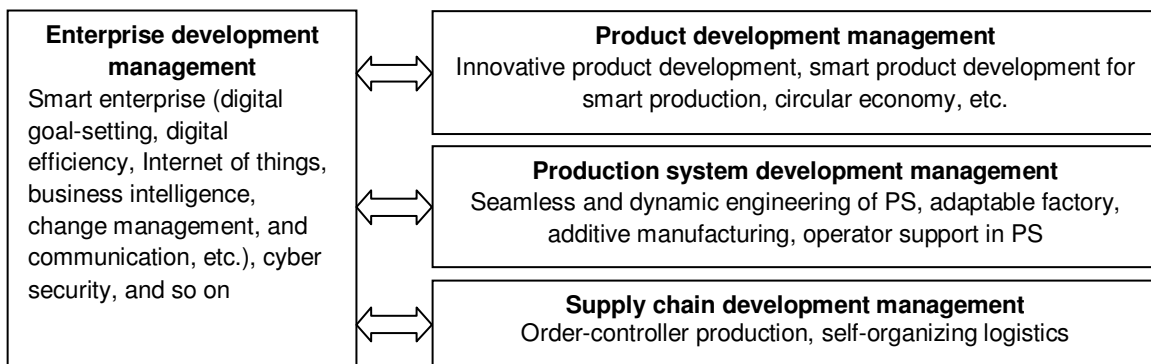 Enterprise development
management
Smart enterprise (digital
goal-setting, digital
efficiency, Internet of things,
business intelligence,
change management, and
communication, etc.), cyber
security, and so on
Product development management
Innovative product development, smart product development for
smart production, circular economy, etc.
Production system development management
Seamless and dynamic engineering of PS, adaptable factory,
additive manufacturing, operator support in PS
Supply chain development management
Order-controller production, self-organizing logistics